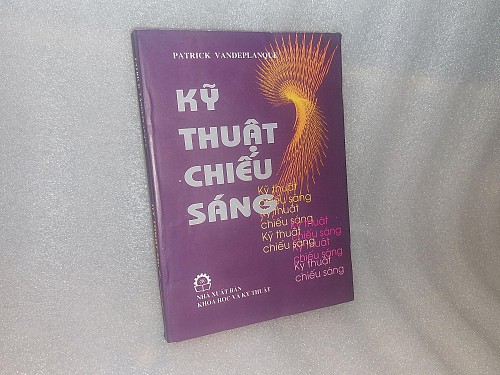 PATRICK VANDEPLANQUE
KỸ
THUẬT
CHIẾU
SÁNG
Kỹ thuật
chiếu sáng
Kỹ thuật
chiếu sáng
Kỹ thuật
chiếu sáng
Kỹ thuật
chiếu sáng
Kỹ thuật
chiếu sáng
Kỹ thuật
chiếu sáng
NHÀ XUẤT BẢN
KHOA HỌC VÀ KỸ THUẬT